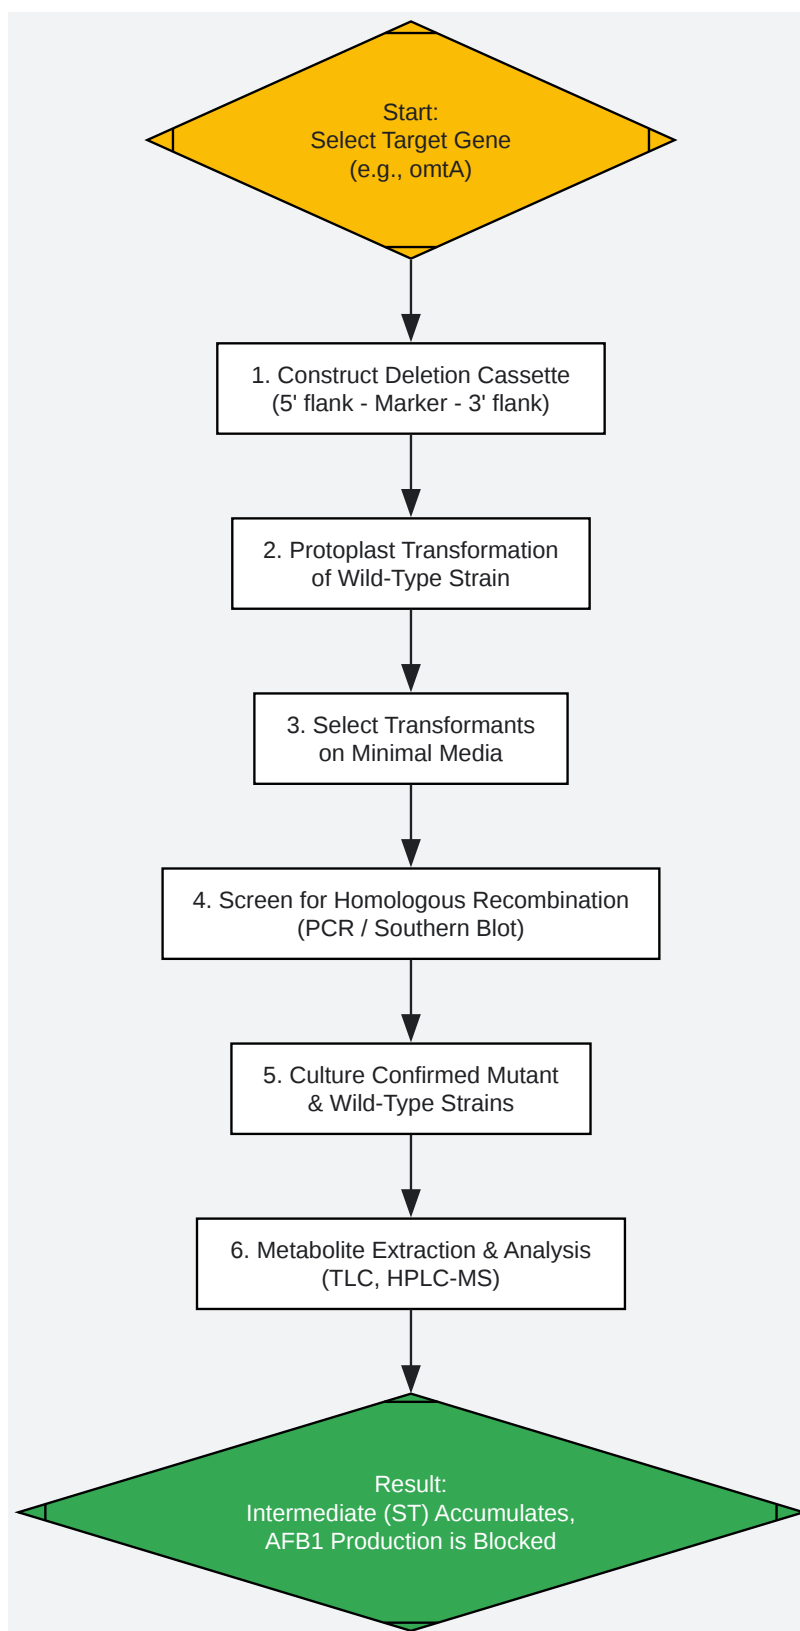 Start:
Select Target Gene
(e.g., omtA)
1. Construct Deletion Cassette
(5' flank - Marker - 3' flank)
2. Protoplast Transformation
of Wild-Type Strain
3. Select Transformants
on Minimal Media
4. Screen for Homologous Recombination
(PCR / Southern Blot)
5. Culture Confirmed Mutant
& Wild-Type Strains
6. Metabolite Extraction & Analysis
(TLC, HPLC-MS)
Result:
Intermediate (ST) Accumulates,
AFB1 Production is Blocked